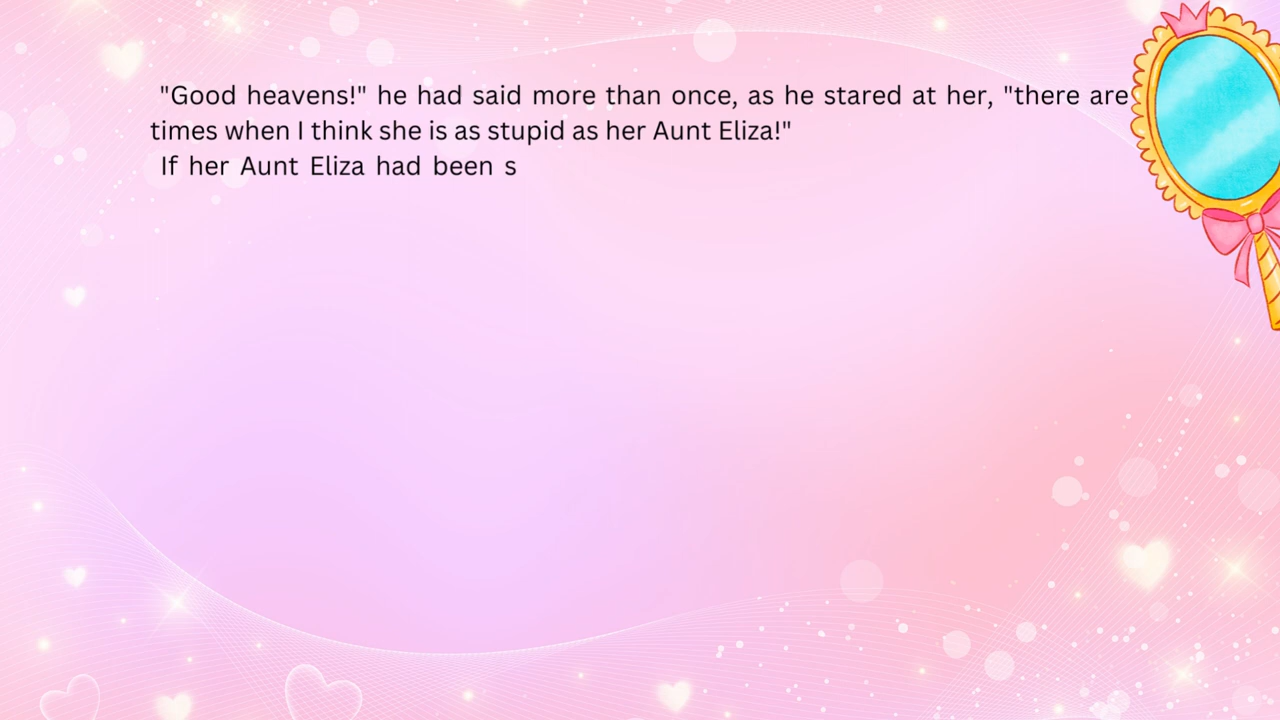 "Good heavens!" he had said more than once, as he stared at her, "there are
times when I think she is as stupid as her Aunt Eliza!"
If her Aunt Eliza had been s